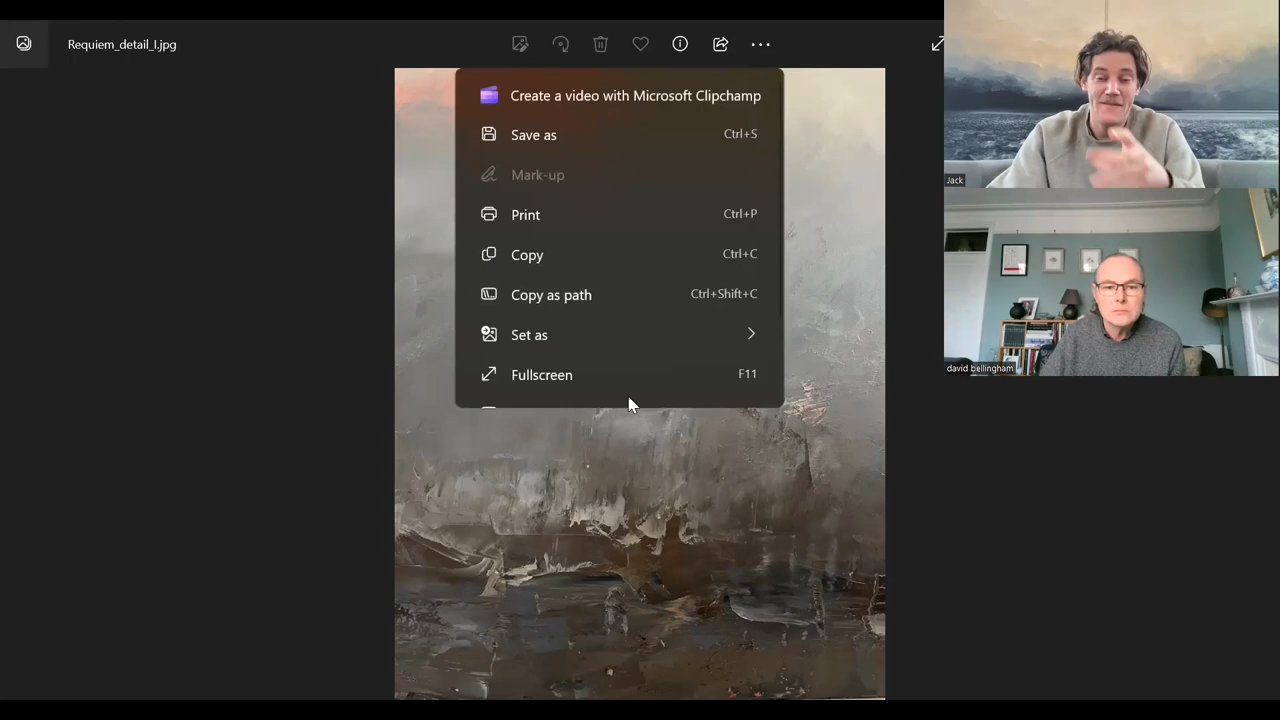 Requiem_detail_I.jpg
Create a video with Microsoft Clipchamp
Save as Ctrl+S
Mark-up
Print Ctrl+P
Copy Ctrl+C
Copy as path Ctrl+Shift+C
Set as
Fullscreen F11
Jack
david bellingham